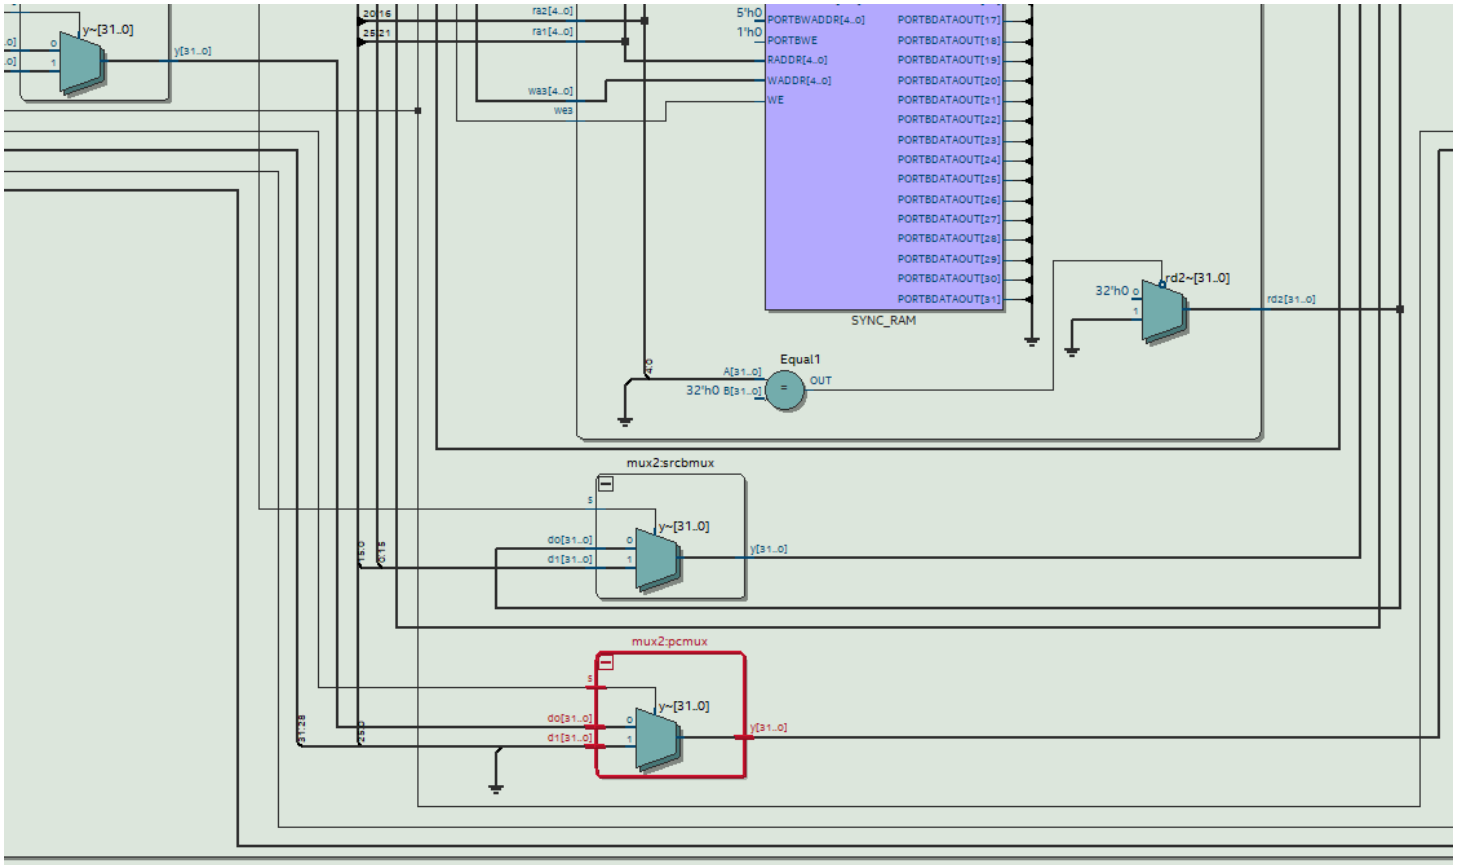 y~[31..0]
0
1
0]
0]
y[31..0]
20:16
25:21
ra2[4..0]
ra1[4..0]
wa3[4..0]
we3
5'h0
1'h0
PORTBWADDR[4..0]
PORTBWE
RADDR[4..0]
WADDR[4..0]
WE
PORTBDATAOUT[17]
PORTBDATAOUT[18]
PORTBDATAOUT[19]
PORTBDATAOUT[20]
PORTBDATAOUT[21]
PORTBDATAOUT[22]
PORTBDATAOUT[23]
PORTBDATAOUT[24]
PORTBDATAOUT[25]
PORTBDATAOUT[26]
PORTBDATAOUT[27]
PORTBDATAOUT[28]
PORTBDATAOUT[29]
PORTBDATAOUT[30]
PORTBDATAOUT[31]
SYNC_RAM
rd2~[31..0]
32'h0
0
1
rd2[31..0]
4:0
Equal1
A[31..0]
32'h0 B[31..0]
=
OUT
mux2:srcbmux
s
y~[31..0]
d0[31..0]
0
d1[31..0]
1
y[31..0]
15:0
0:15
mux2:pcmux
s
y~[31..0]
d0[31..0]
0
d1[31..0]
1
y[31..0]
31:28
25:0